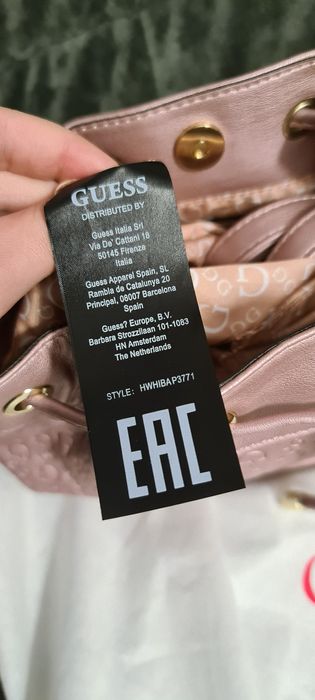 GUESS
DISTRIBUTED BY
Guess Italia Srl
Via De' Cattani 18
50145 Firenze
Italia
Guess Apparel Spain, SL
Rambla de Catalunya 20
Principal, 08007 Barcelona
Spain
Guess? Europe, B.V.
Barbara Strozzilaan 101-1083
HN Amsterdam
The Netherlands
STYLE: HWHIBAP3771
EAC